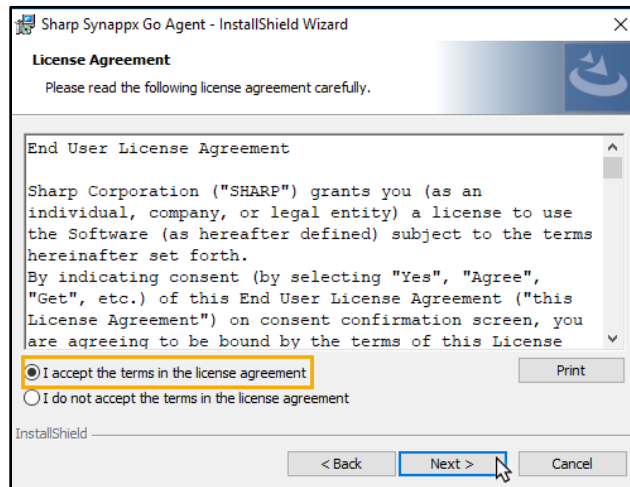 Sharp Synappx Go Agent - InstallShield Wizard
License Agreement
Please read the following license agreement carefully.
End User License Agreement
Sharp Corporation ("SHARP") grants you (as an
individual, company, or legal entity) a license to use
the Software (as hereafter defined) subject to the terms
hereinafter set forth.
By indicating consent (by selecting "Yes", "Agree",
"Get", etc.) of this End User License Agreement ("this
License Agreement") on consent confirmation screen, you
are agreeing to be bound by the terms of this License
I accept the terms in the license agreement
Print
I do not accept the terms in the license agreement
InstallShield
< Back
Next >
Cancel